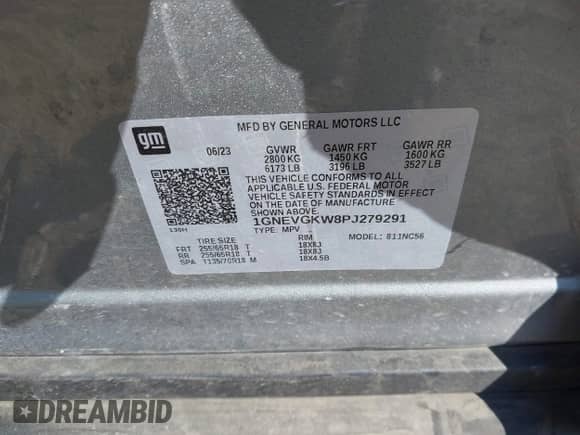 gm
MFD BY GENERAL MOTORS LLC
06/23 GVWR GAWR FRT GAWR RR
2800 KG 1450 KG 1600 KG
6173 LB 3196 LB 3527 LB
THIS VEHICLE CONFORMS TO ALL
APPLICABLE U.S. FEDERAL MOTOR
VEHICLE SAFETY STANDARDS IN EFFECT
ON THE DATE OF MANUFACTURE
SHOWN ABOVE.
1GNEVGKW8PJ279291
TYPE: MPV MODEL: 811NC56
TIRE SIZE RIM
FRT 255/65R18 T 18X8J
RR 255/65R18 T 18X8J
SPA T135/70R18 M 18X4.5B
DREAMBID